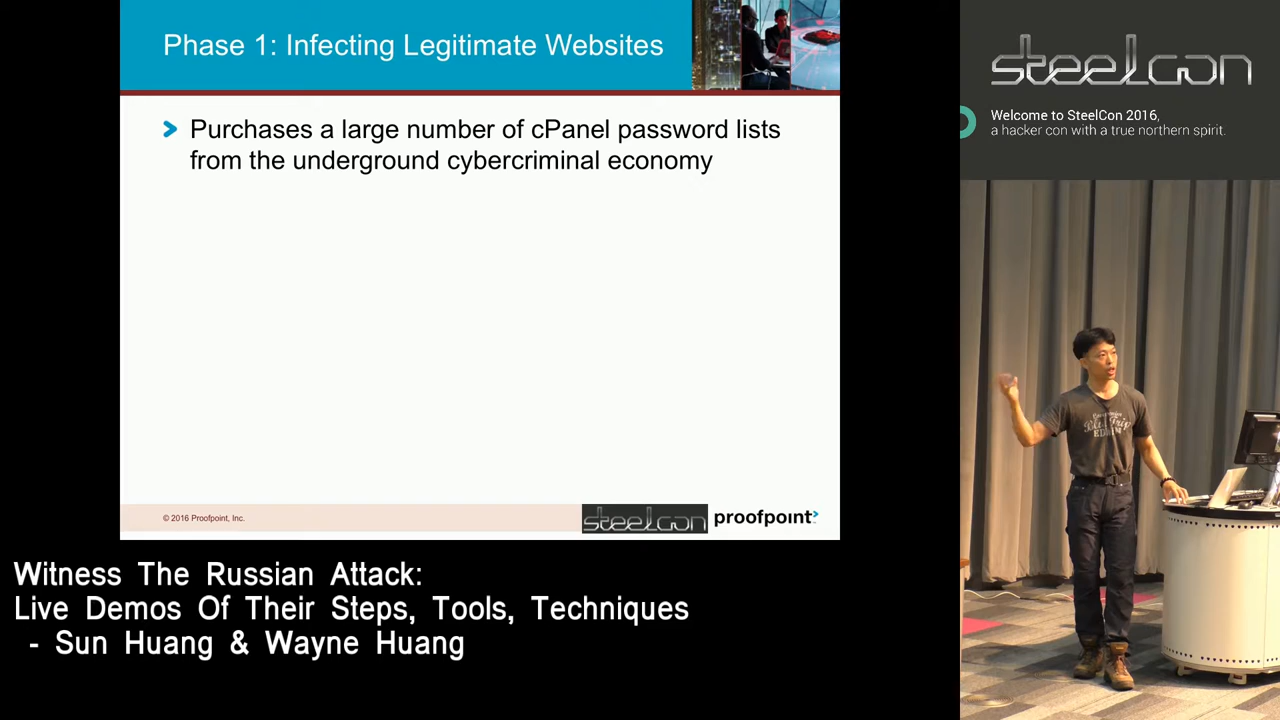 Phase 1: Infecting Legitimate Websites
Purchases a large number of cPanel password lists
from the underground cybercriminal economy
© 2016 Proofpoint, Inc.
steelcon
proofpoint
steelcon
Welcome to SteelCon 2016,
a hacker con with a true northern spirit.
Witness The Russian Attack:
Live Demos Of Their Steps, Tools, Techniques
- Sun Huang & Wayne Huang